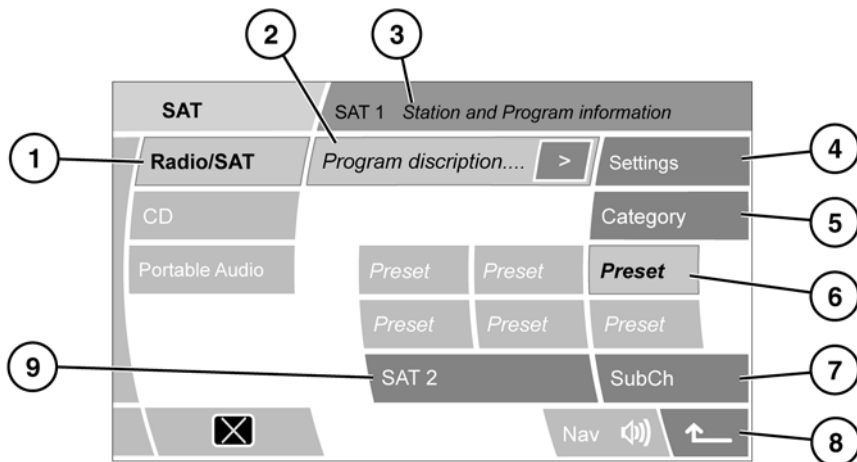 2 3
SAT SAT 1 Station and Program information
1 Radio/SAT Program discription.... > Settings 4
CD Category 5
Portable Audio Preset Preset Preset 6
Preset Preset Preset
9 SAT 2 SubCh 7
Nav 8